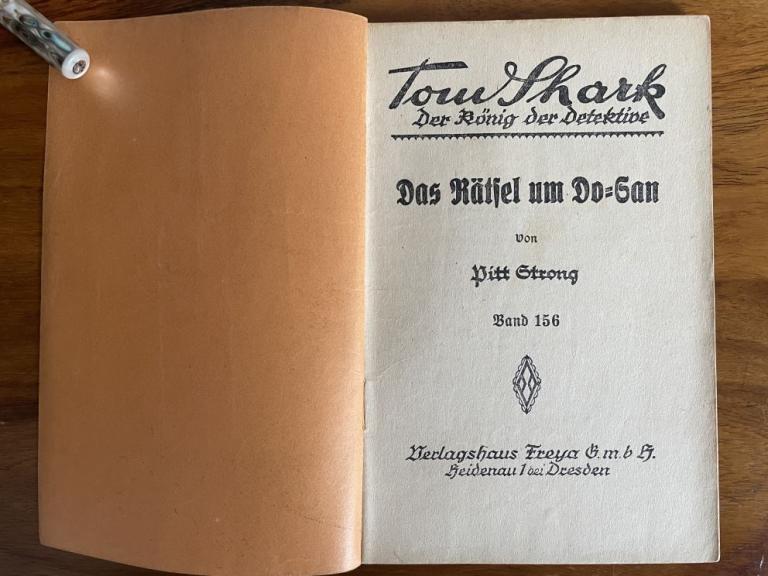 Tom Shark
Der König der Detektive
Das Rätsel um Do=San
von
Pitt Strong
Band 156
Verlagshaus Freya G.m.b H.
Heidenau 1 bei Dresden